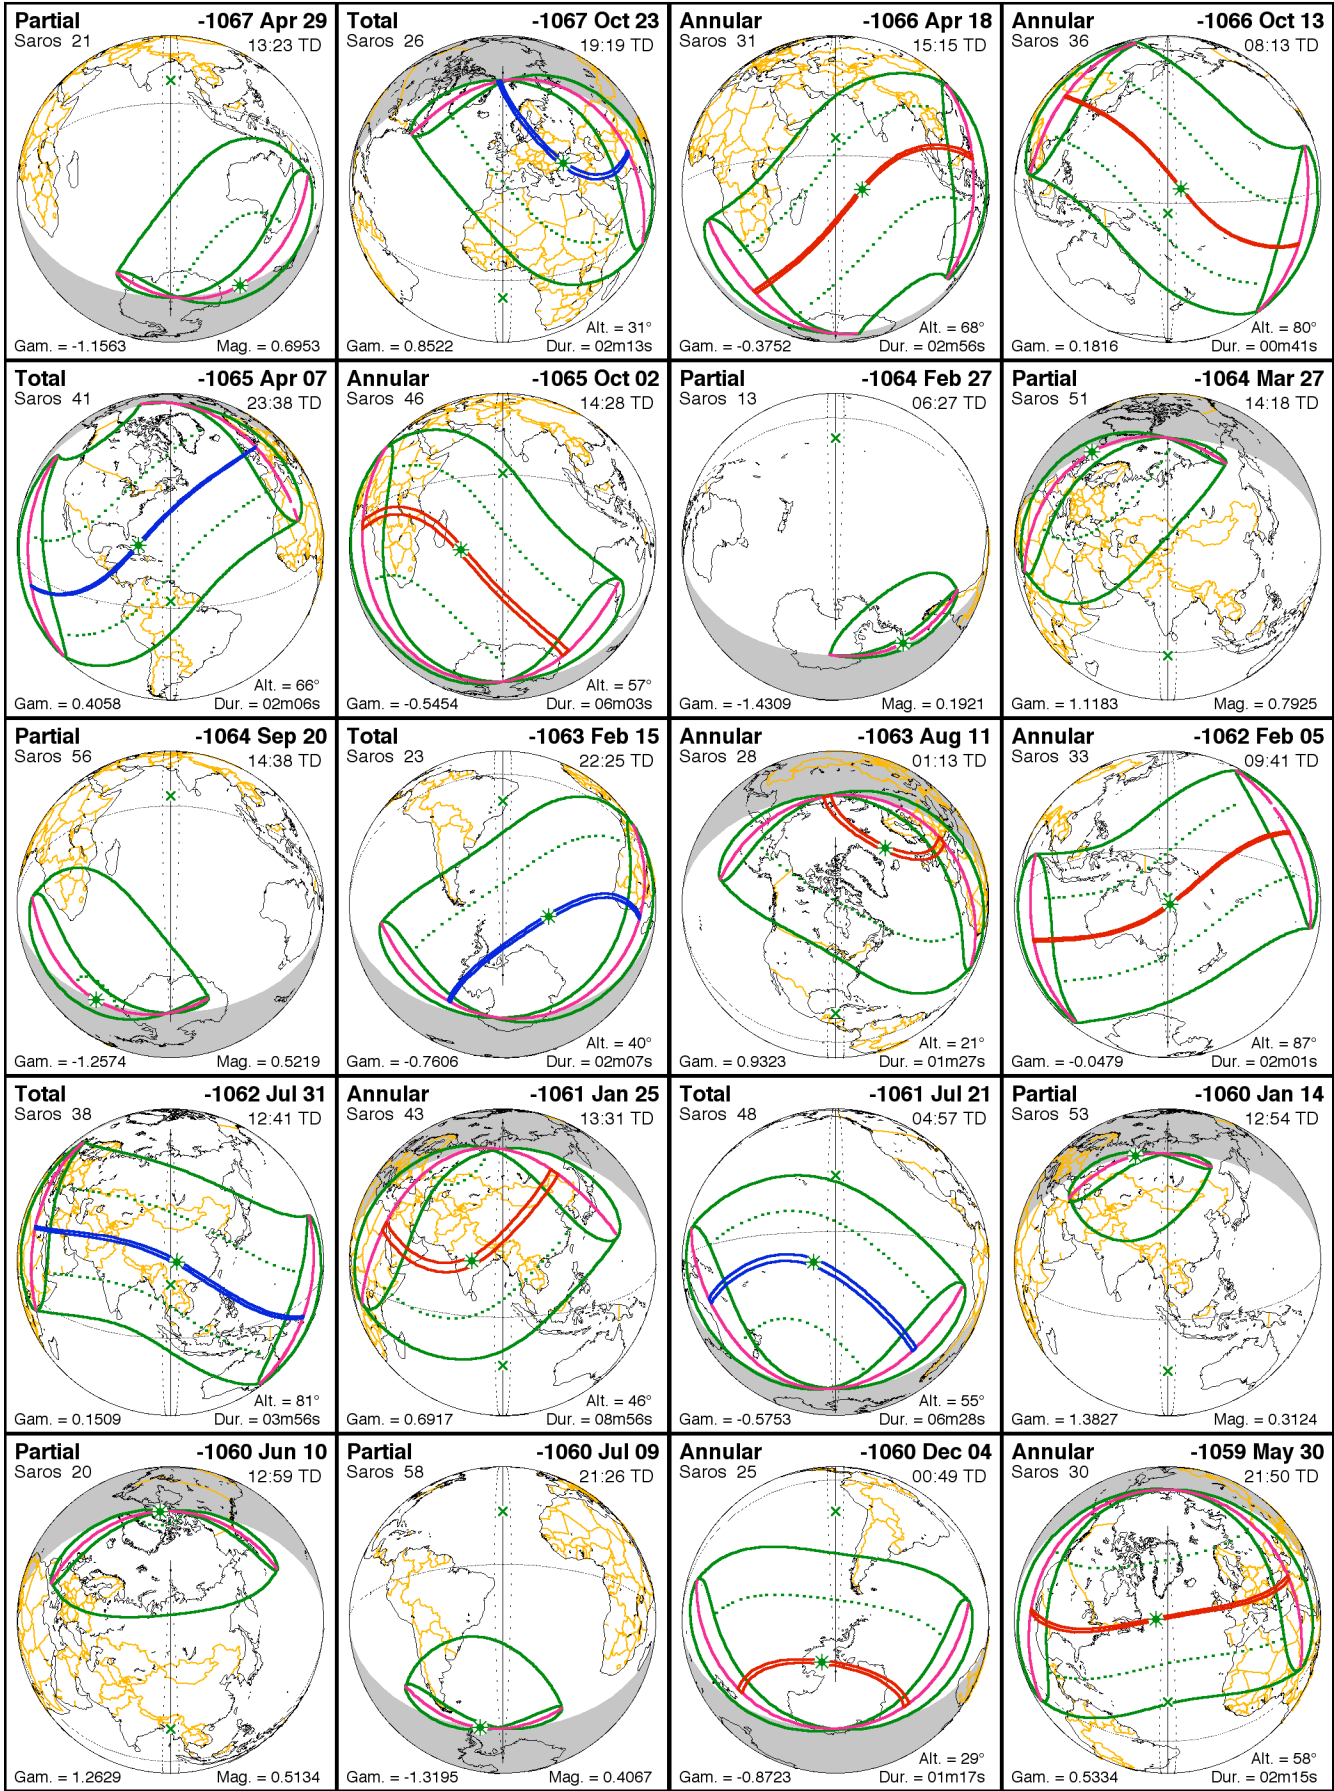 Partial -1067 Apr 29
Saros 21 13:23 TD
Gam. = -1.1563 Mag. = 0.6953
Total -1067 Oct 23
Saros 26 19:19 TD
Alt. = 31°
Gam. = 0.8522 Dur. = 02m13s
Annular -1066 Apr 18
Saros 31 15:15 TD
Alt. = 68°
Gam. = -0.3752 Dur. = 02m56s
Annular -1066 Oct 13
Saros 36 08:13 TD
Alt. = 80°
Gam. = 0.1816 Dur. = 00m41s
Total -1065 Apr 07
Saros 41 23:38 TD
Alt. = 66°
Gam. = 0.4058 Dur. = 02m06s
Annular -1065 Oct 02
Saros 46 14:28 TD
Alt. = 57°
Gam. = -0.5454 Dur. = 06m03s
Partial -1064 Feb 27
Saros 13 06:27 TD
Gam. = -1.4309 Mag. = 0.1921
Partial -1064 Mar 27
Saros 51 14:18 TD
Gam. = 1.1183 Mag. = 0.7925
Partial -1064 Sep 20
Saros 56 14:38 TD
Gam. = -1.2574 Mag. = 0.5219
Total -1063 Feb 15
Saros 23 22:25 TD
Alt. = 40°
Gam. = -0.7606 Dur. = 02m07s
Annular -1063 Aug 11
Saros 28 01:13 TD
Alt. = 21°
Gam. = 0.9323 Dur. = 01m27s
Annular -1062 Feb 05
Saros 33 09:41 TD
Alt. = 87°
Gam. = -0.0479 Dur. = 02m01s
Total -1062 Jul 31
Saros 38 12:41 TD
Alt. = 81°
Gam. = 0.1509 Dur. = 03m56s
Annular -1061 Jan 25
Saros 43 13:31 TD
Alt. = 46°
Gam. = 0.6917 Dur. = 08m56s
Total -1061 Jul 21
Saros 48 04:57 TD
Alt. = 55°
Gam. = -0.5753 Dur. = 06m28s
Partial -1060 Jan 14
Saros 53 12:54 TD
Gam. = 1.3827 Mag. = 0.3124
Partial -1060 Jun 10
Saros 20 12:59 TD
Gam. = 1.2629 Mag. = 0.5134
Partial -1060 Jul 09
Saros 58 21:26 TD
Gam. = -1.3195 Mag. = 0.4067
Annular -1060 Dec 04
Saros 25 00:49 TD
Alt. = 29°
Gam. = -0.8723 Dur. = 01m17s
Annular -1059 May 30
Saros 30 21:50 TD
Alt. = 58°
Gam. = 0.5334 Dur. = 02m15s